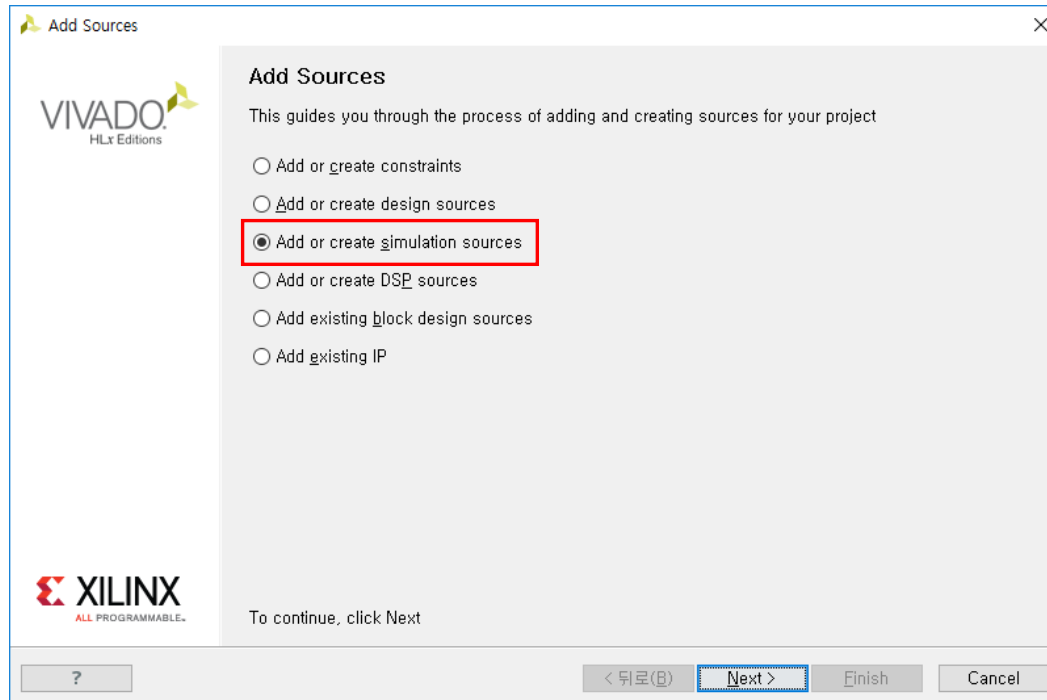 Add Sources
VIVADO.
HLx Editions
Add Sources
This guides you through the process of adding and creating sources for your project
Add or create constraints
Add or create design sources
Add or create simulation sources
Add or create DSP sources
Add existing block design sources
Add existing IP
XILINX
ALL PROGRAMMABLE.
To continue, click Next
? < 뒤로(B) Next > Finish Cancel